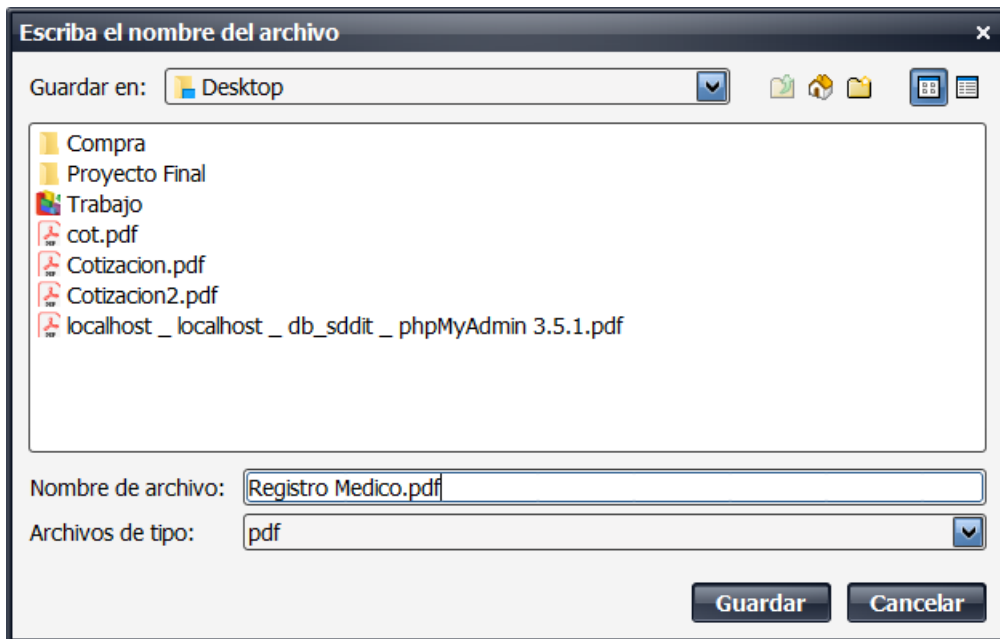 Escriba el nombre del archivo
Guardar en: Desktop
Compra
Proyecto Final
Trabajo
cot.pdf
Cotizacion.pdf
Cotizacion2.pdf
localhost _ localhost _ db_sddit _ phpMyAdmin 3.5.1.pdf
Nombre de archivo: Registro Medico.pdf
Archivos de tipo: pdf
Guardar Cancelar